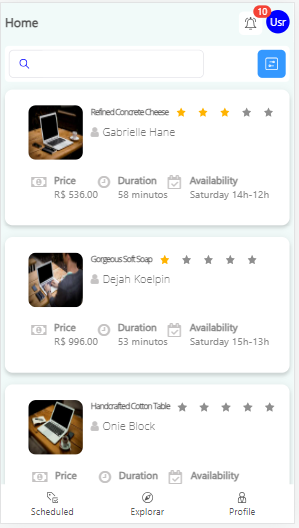 Home
10
Usr
Refined Concrete Cheese
Gabrielle Hane
Price Duration Availability
R$ 536.00 58 minutos Saturday 14h-12h
Gorgeous Soft Soap
Dejah Koelpin
Price Duration Availability
R$ 996.00 53 minutos Saturday 15h-13h
Handcrafted Cotton Table
Onie Block
Price Duration Availability
Scheduled Explorar Profile